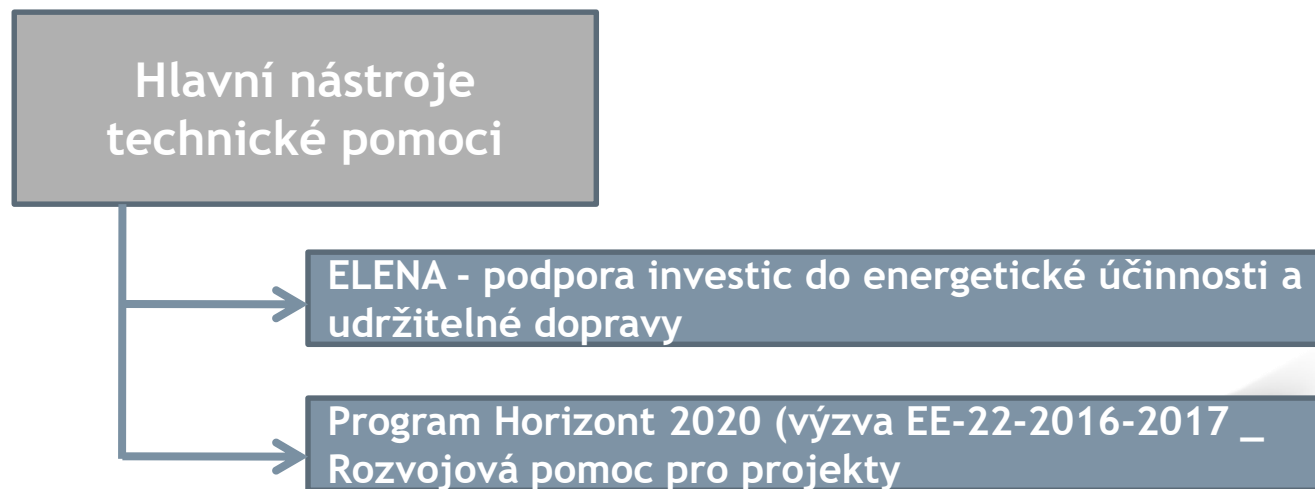 Hlavní nástroje
technické pomoci
ELENA - podpora investic do energetické účinnosti a
udržitelné dopravy
Program Horizont 2020 (výzva EE-22-2016-2017 _
Rozvojová pomoc pro projekty